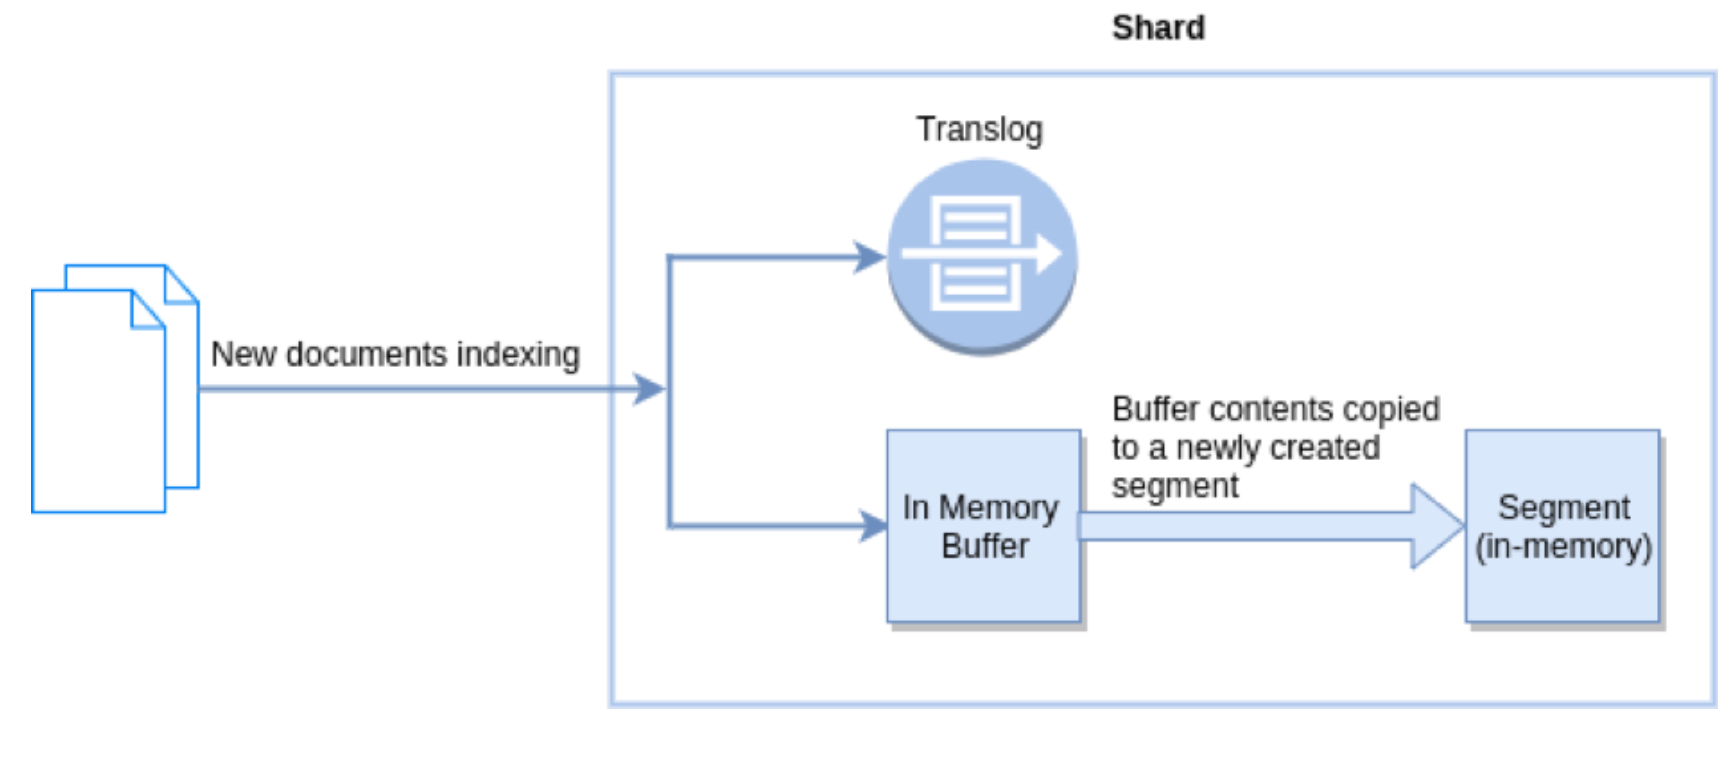 Shard
Translog
New documents indexing
Buffer contents copied
to a newly created
segment
In Memory
Buffer
Segment
(in-memory)